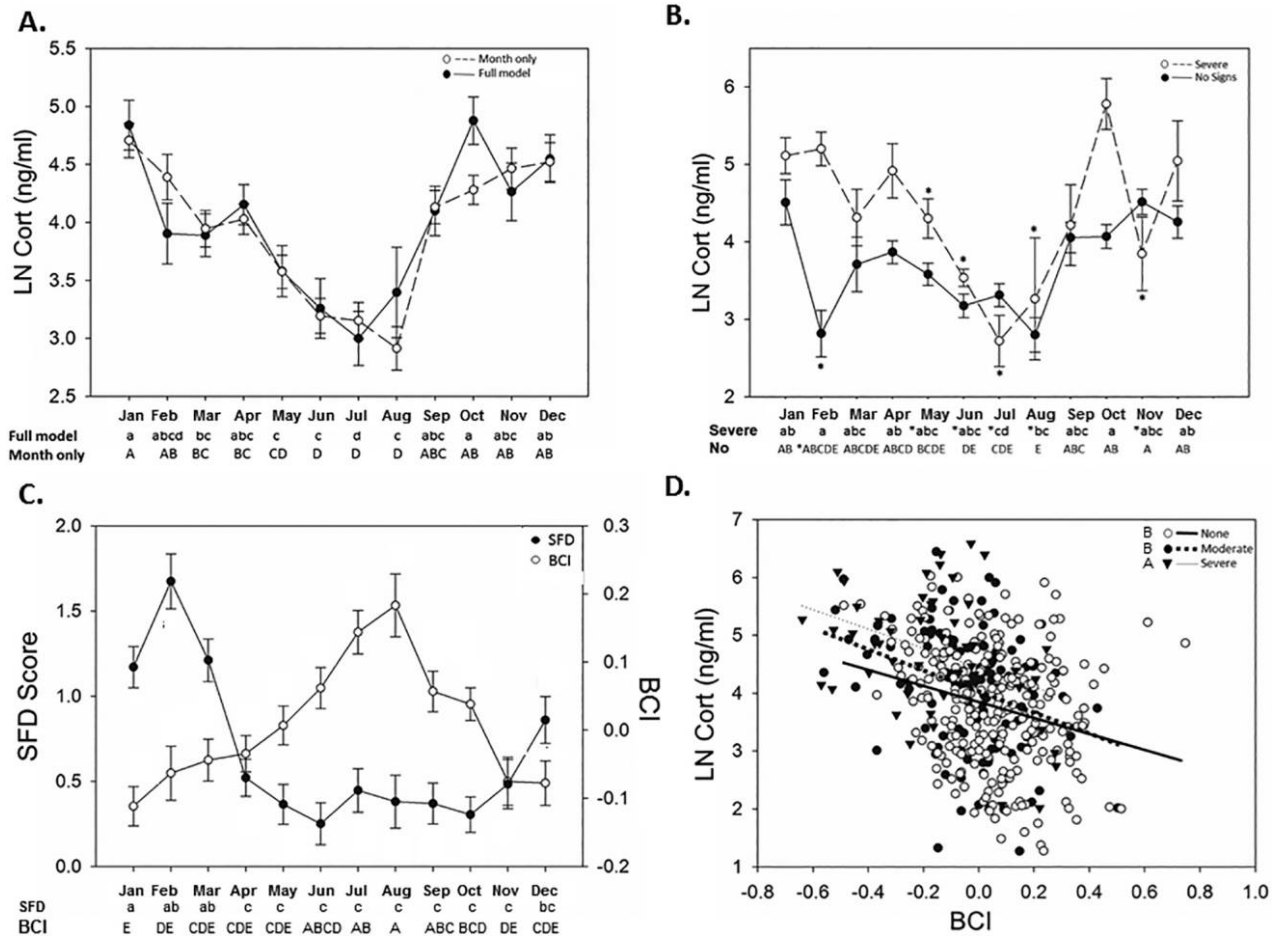 A.
5.5
5.0
4.5
4.0
3.5
3.0
2.5
LN Cort (ng/ml)
Month only
Full model
Jan Feb Mar Apr May Jun Jul Aug Sep Oct Nov Dec
Full model a abcd bc abc c c d c abc a abc ab
Month only A AB BC BC CD D D D ABC AB AB AB
B.
6
5
4
3
2
LN Cort (ng/ml)
Severe
No Signs
* * * * * *
Jan Feb Mar Apr May Jun Jul Aug Sep Oct Nov Dec
Severe ab a abc ab *abc *abc *cd *bc abc a *abc ab
No AB *ABCDE ABCDE ABCD BCDE DE CDE E ABC AB A AB
C.
2.0
1.5
1.0
0.5
0.0
SFD Score
SFD
BCI
0.3
0.2
0.1
0.0
-0.1
-0.2
BCI
Jan Feb Mar Apr May Jun Jul Aug Sep Oct Nov Dec
SFD a ab ab c c c c c c c c bc
BCI E DE CDE CDE CDE ABCD AB A ABC BCD DE CDE
D.
7
6
5
4
3
2
1
LN Cort (ng/ml)
B None
B Moderate
A Severe
-0.8 -0.6 -0.4 -0.2 0.0 0.2 0.4 0.6 0.8 1.0
BCI